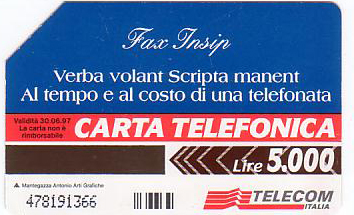 Fax Insip
Verba volant Scripta manent
Al tempo e al costo di una telefonata
Validità 30.06.97
La carta non è
rimborsabile
CARTA TELEFONICA
Lire 5.000
Mantegazza Antonio Arti Grafiche
478191366
TELECOM
ITALIA